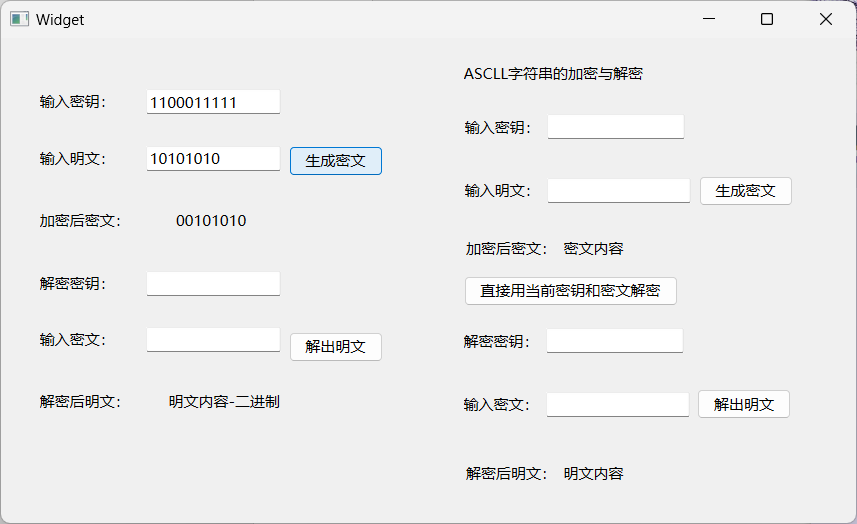 Widget
输入密钥： 1100011111
输入明文： 10101010 生成密文
加密后密文： 00101010
解密密钥：
输入密文： 解出明文
解密后明文： 明文内容-二进制
ASCLL字符串的加密与解密
输入密钥：
输入明文： 生成密文
加密后密文： 密文内容
直接用当前密钥和密文解密
解密密钥：
输入密文： 解出明文
解密后明文： 明文内容